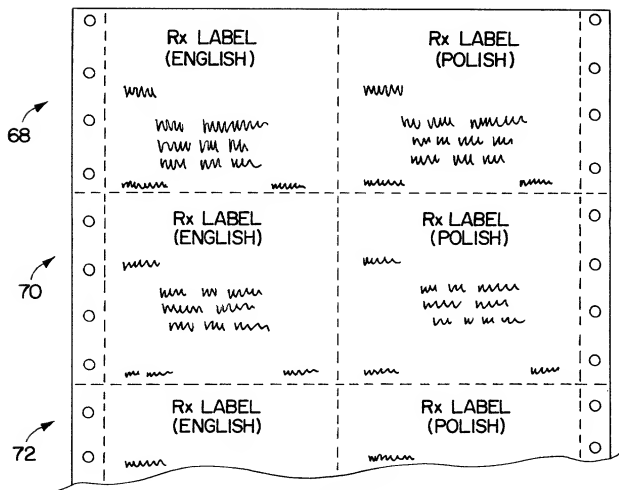 Rx LABEL
(ENGLISH)
Rx LABEL
(POLISH)
68
Rx LABEL
(ENGLISH)
Rx LABEL
(POLISH)
70
Rx LABEL
(ENGLISH)
Rx LABEL
(POLISH)
72